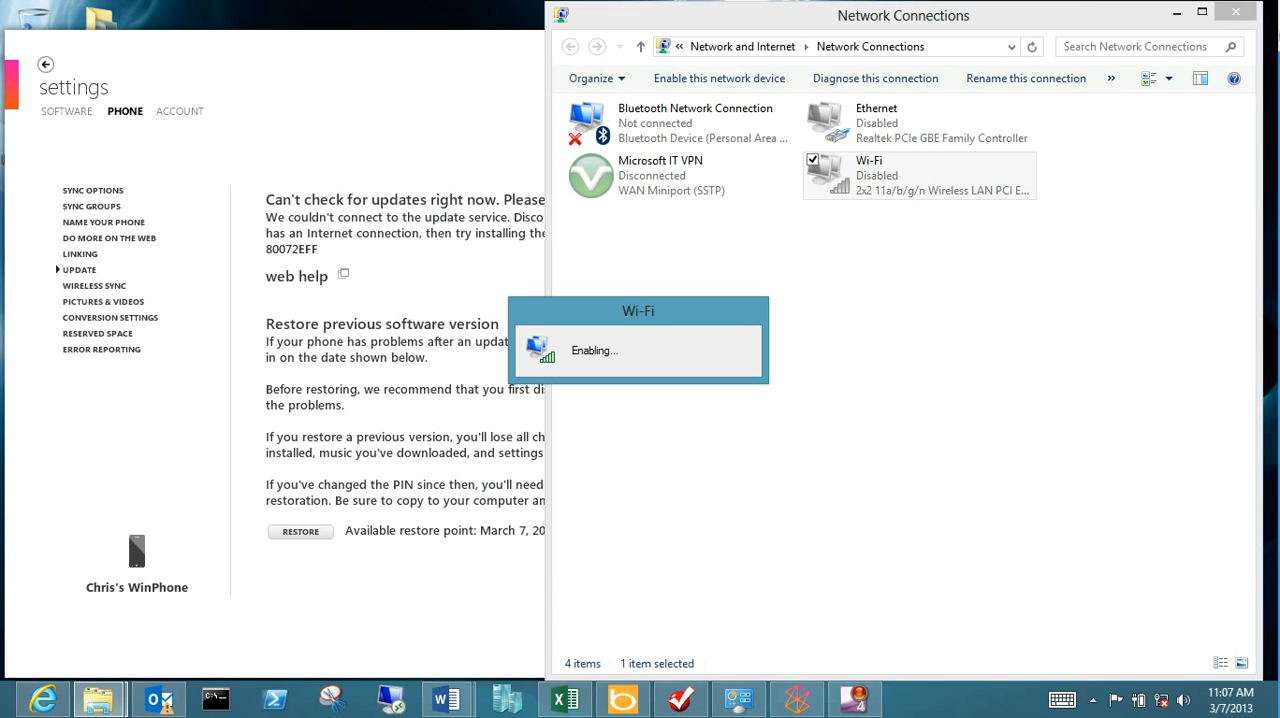 settings
SOFTWARE PHONE ACCOUNT
SYNC OPTIONS
SYNC GROUPS
NAME YOUR PHONE
DO MORE ON THE WEB
LINKING
UPDATE
WIRELESS SYNC
PICTURES & VIDEOS
CONVERSION SETTINGS
RESERVED SPACE
ERROR REPORTING
Chris's WinPhone
Can't check for updates right now. Please
We couldn't connect to the update service. Disco
has an Internet connection, then try installing the
80072EFF
web help
Restore previous software version
If your phone has problems after an updat
in on the date shown below.
Before restoring, we recommend that you first di
the problems.
If you restore a previous version, you'll lose all ch
installed, music you've downloaded, and settings
If you've changed the PIN since then, you'll need
restoration. Be sure to copy to your computer an
RESTORE Available restore point: March 7, 20
Network Connections
« Network and Internet Network Connections
Search Network Connections
Organize Enable this network device Diagnose this connection Rename this connection »
Bluetooth Network Connection
Not connected
Bluetooth Device (Personal Area ...
Ethernet
Disabled
Realtek PCIe GBE Family Controller
Microsoft IT VPN
Disconnected
WAN Miniport (SSTP)
Wi-Fi
Disabled
2x2 11a/b/g/n Wireless LAN PCI E...
Wi-Fi
Enabling...
4 items 1 item selected
11:07 AM
3/7/2013